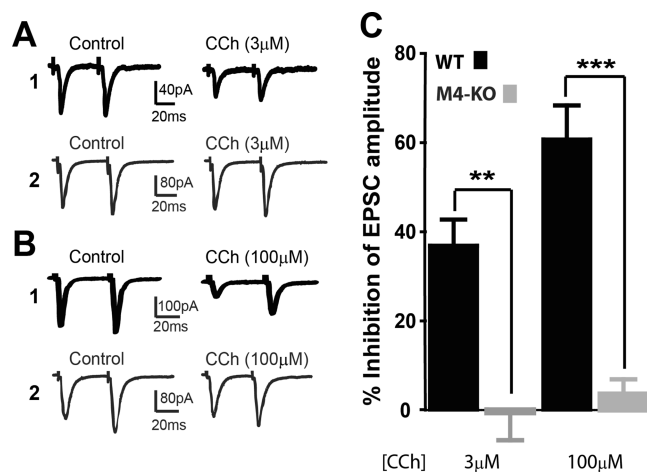 A
Control
CCh (3μM)
1
40pA
20ms
Control
CCh (3μM)
2
80pA
20ms
B
Control
CCh (100μM)
1
100pA
20ms
Control
CCh (100μM)
2
80pA
20ms
C
% Inhibition of EPSC amplitude
80
60
40
20
0
WT
M4-KO
**
***
[CCh]
3μM
100μM